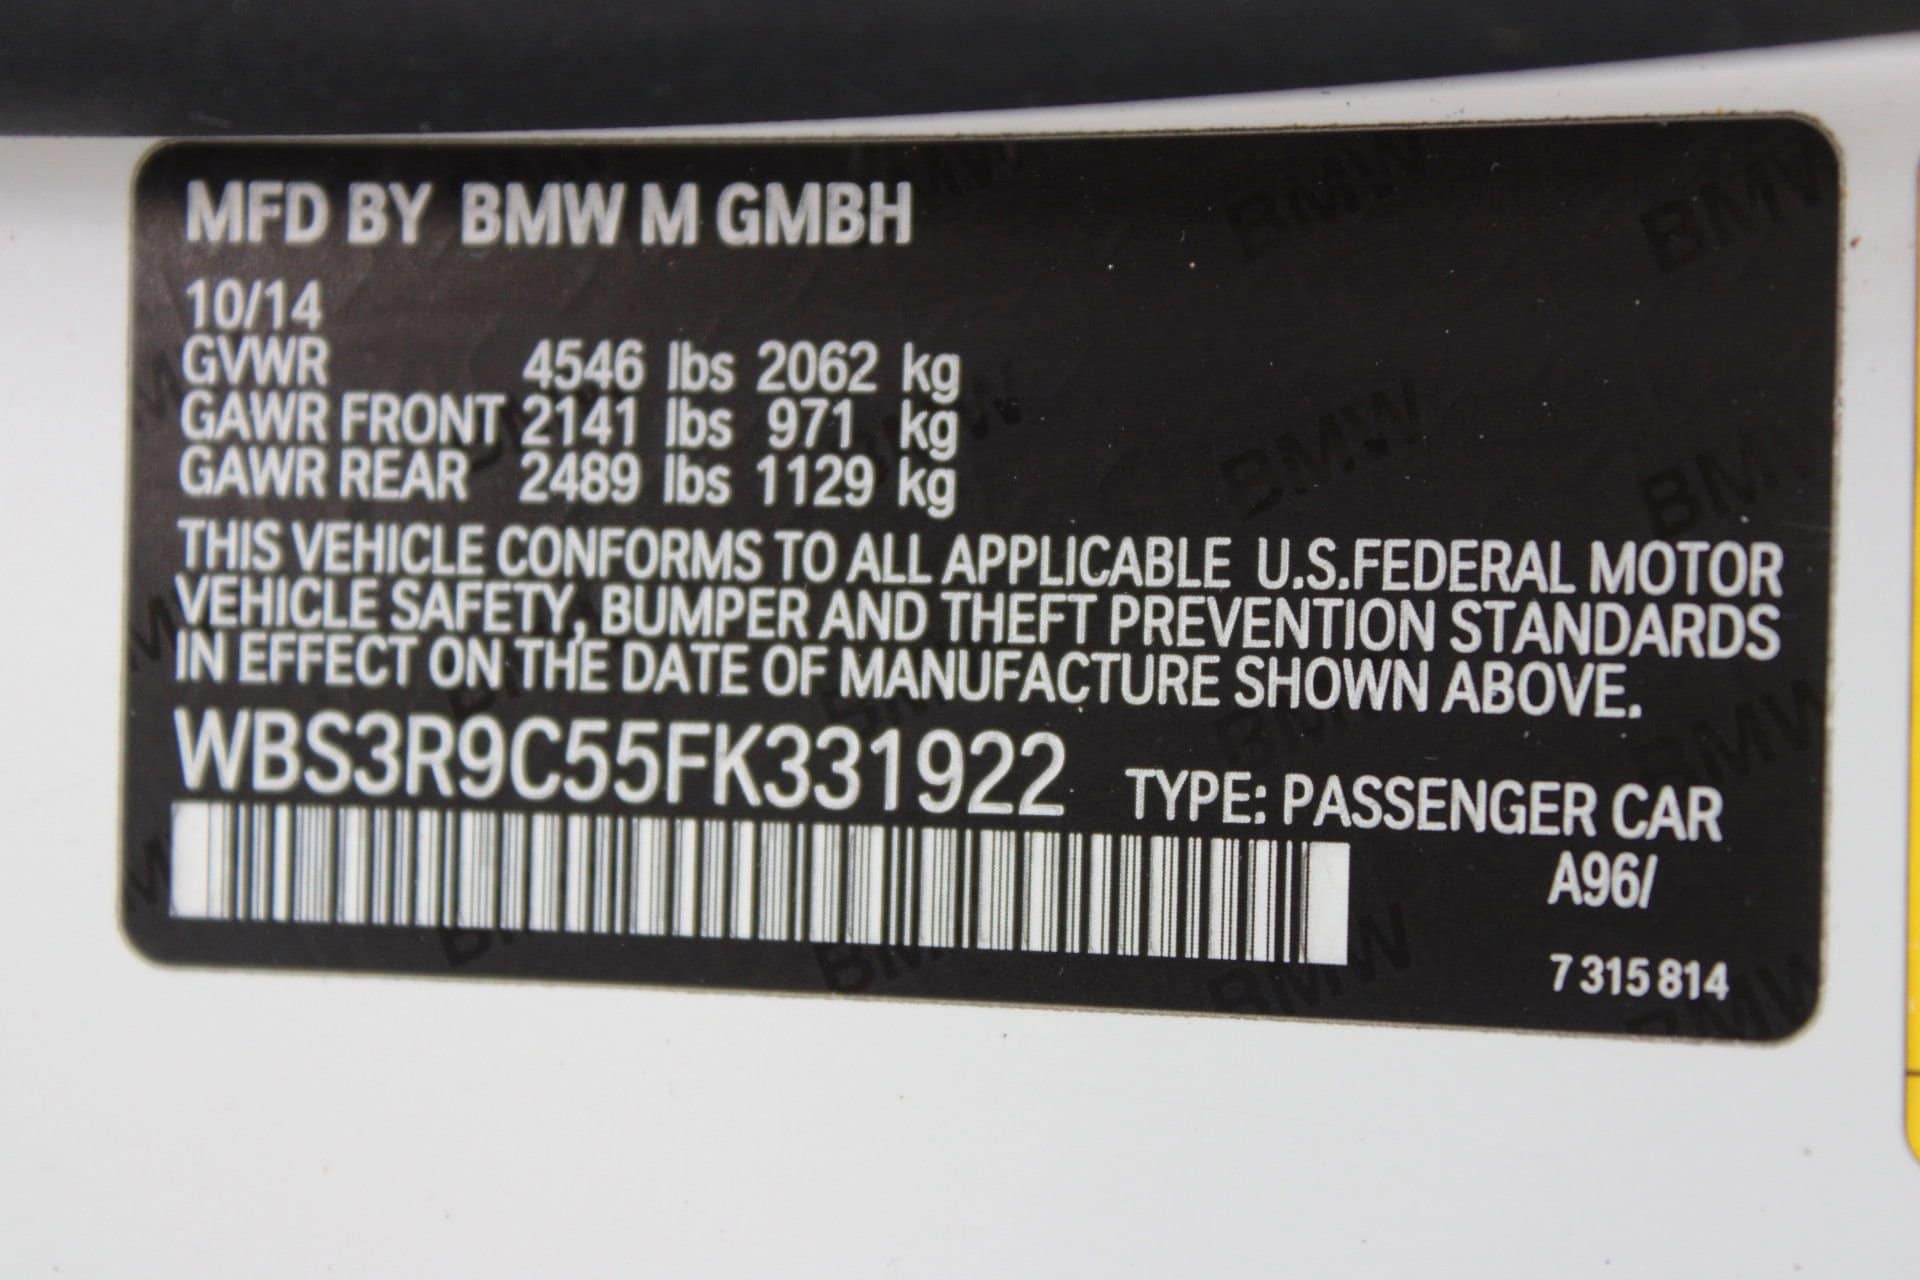 MFD BY BMW M GMBH
10/14
GVWR 4546 lbs 2062 kg
GAWR FRONT 2141 lbs 971 kg
GAWR REAR 2489 lbs 1129 kg
THIS VEHICLE CONFORMS TO ALL APPLICABLE U.S.FEDERAL MOTOR
VEHICLE SAFETY, BUMPER AND THEFT PREVENTION STANDARDS
IN EFFECT ON THE DATE OF MANUFACTURE SHOWN ABOVE.
WBS3R9C55FK331922 TYPE: PASSENGER CAR
A96/
7 315 814